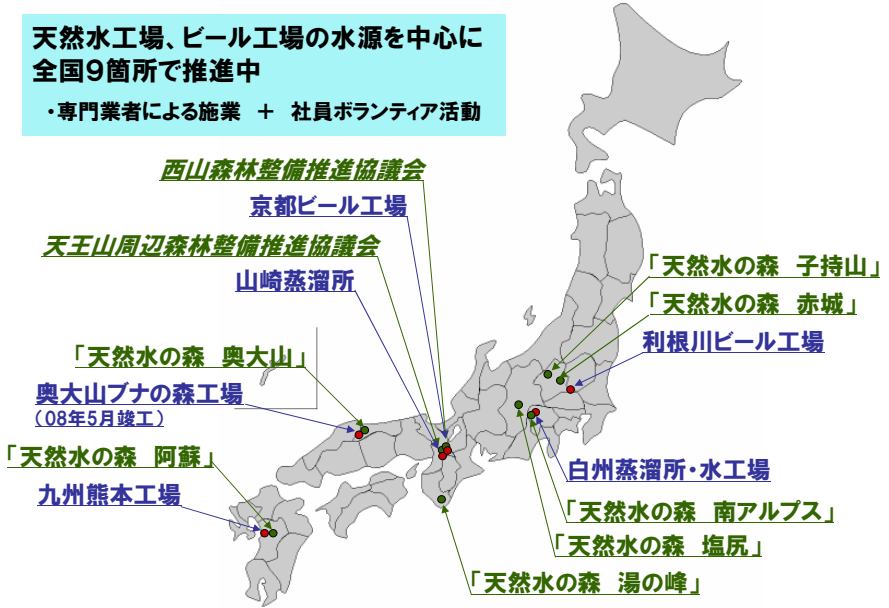 天然水工場、ビール工場の水源を中心に
全国9箇所で推進中
・専門業者による施業 + 社員ボランティア活動
西山森林整備推進協議会
京都ビール工場
天王山周辺森林整備推進協議会
山崎蒸溜所
「天然水の森 奥大山」
奥大山ブナの森工場
（08年5月竣工）
「天然水の森 阿蘇」
九州熊本工場
「天然水の森 子持山」
「天然水の森 赤城」
利根川ビール工場
白州蒸溜所・水工場
「天然水の森 南アルプス」
「天然水の森 塩尻」
「天然水の森 湯の峰」